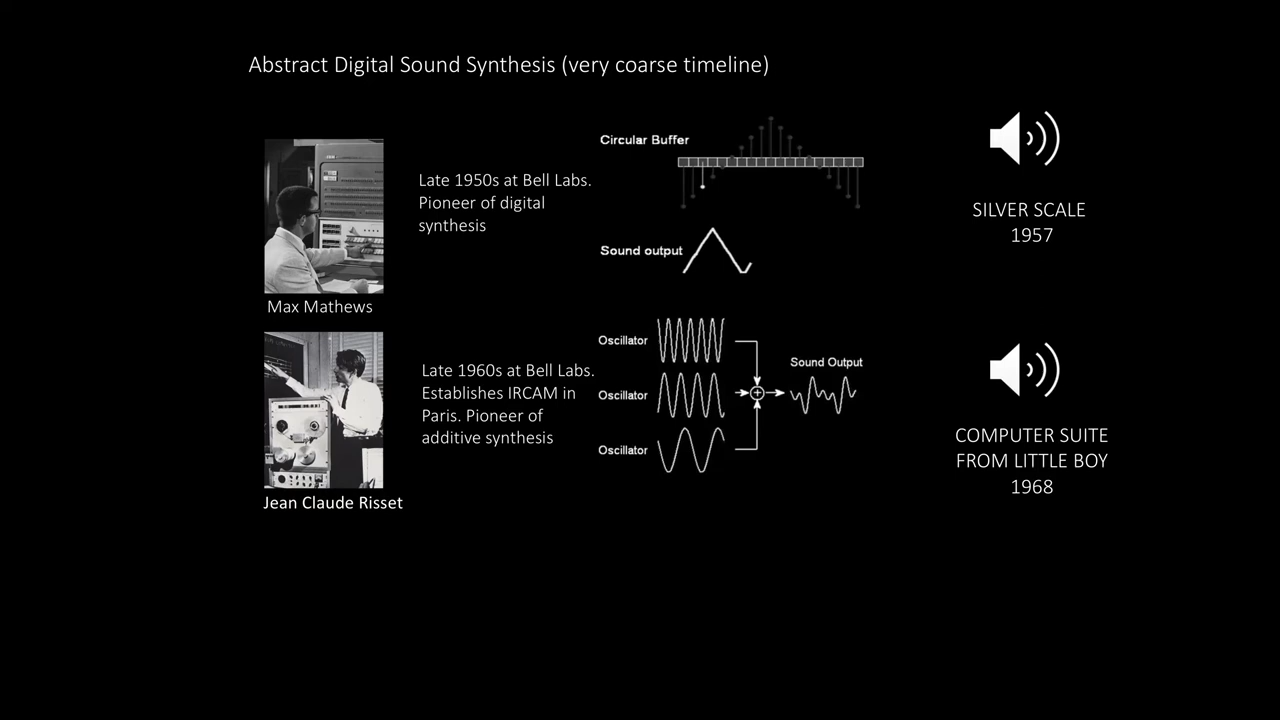 Abstract Digital Sound Synthesis (very coarse timeline)
Max Mathews
Late 1950s at Bell Labs.
Pioneer of digital
synthesis
Circular Buffer
Sound output
SILVER SCALE
1957
Jean Claude Risset
Late 1960s at Bell Labs.
Establishes IRCAM in
Paris. Pioneer of
additive synthesis
Oscillator
Oscillator
Oscillator
Sound Output
COMPUTER SUITE
FROM LITTLE BOY
1968